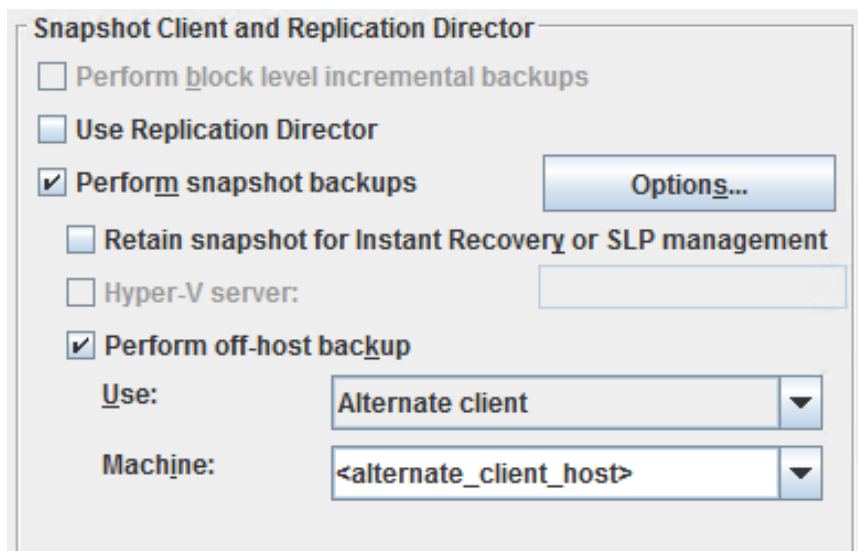 Snapshot Client and Replication Director
Perform block level incremental backups
Use Replication Director
Perform snapshot backups
Options...
Retain snapshot for Instant Recovery or SLP management
Hyper-V server:
Perform off-host backup
Use:
Alternate client
Machine:
<alternate_client_host>